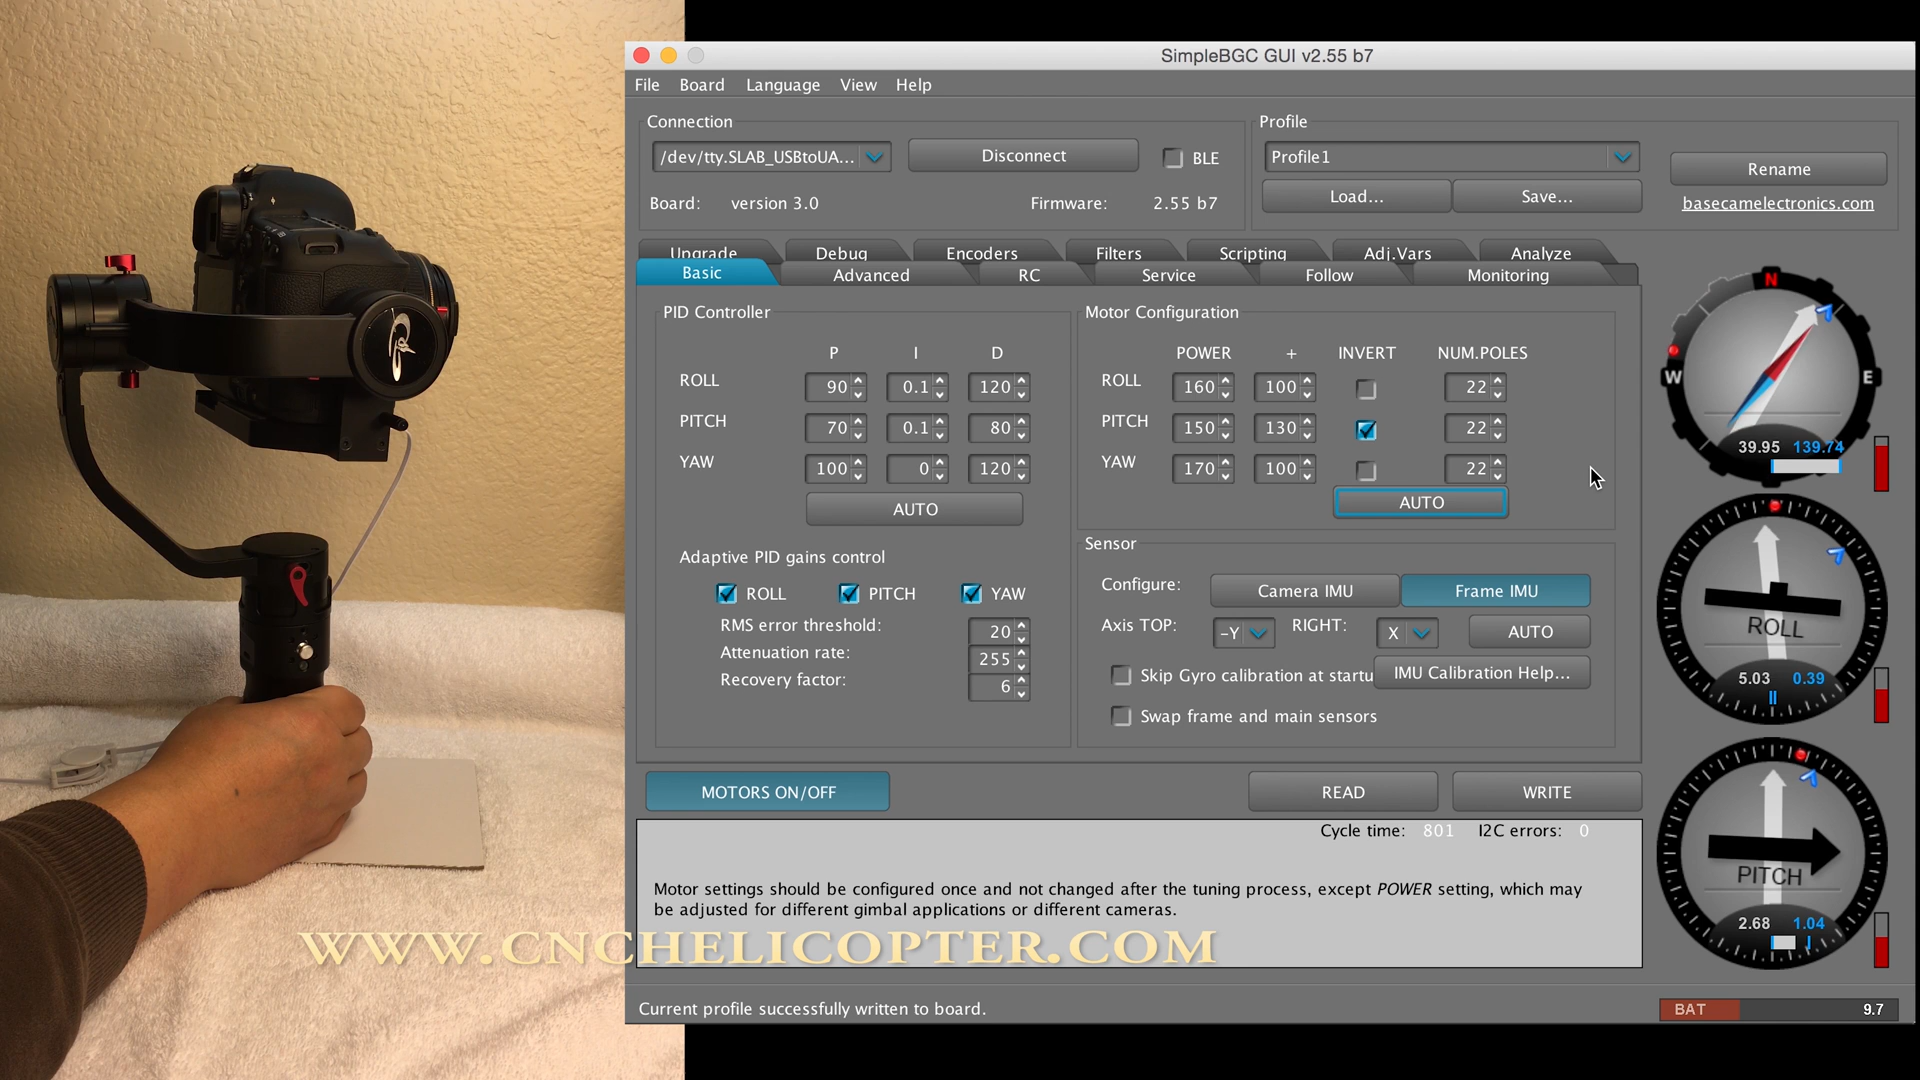 SimpleBGC GUI v2.55 b7
File Board Language View Help
Connection
/dev/tty.SLAB_USBtoUA...
Disconnect
BLE
Board: version 3.0
Firmware: 2.55 b7
Profile
Profile1
Load...
Save...
Rename
basecamelectronics.com
Upgrade Debug Encoders Filters Scripting Adj.Vars Analyze
Basic Advanced RC Service Follow Monitoring
PID Controller
P I D
ROLL 90 0.1 120
PITCH 70 0.1 80
YAW 100 0 120
AUTO
Adaptive PID gains control
ROLL PITCH YAW
RMS error threshold: 20
Attenuation rate: 255
Recovery factor: 6
Motor Configuration
POWER + INVERT NUM.POLES
ROLL 160 100 22
PITCH 150 130 22
YAW 170 100 22
AUTO
Sensor
Configure: Camera IMU Frame IMU
Axis TOP: -Y RIGHT: X AUTO
Skip Gyro calibration at startu
IMU Calibration Help...
Swap frame and main sensors
N
W E
39.95 139.74
ROLL
5.03 0.39
PITCH
2.68 1.04
MOTORS ON/OFF
READ
WRITE
Cycle time: 801 I2C errors: 0
Motor settings should be configured once and not changed after the tuning process, except POWER setting, which may
be adjusted for different gimbal applications or different cameras.
WWW.CNCHELICOPTER.COM
Current profile successfully written to board.
BAT 9.7